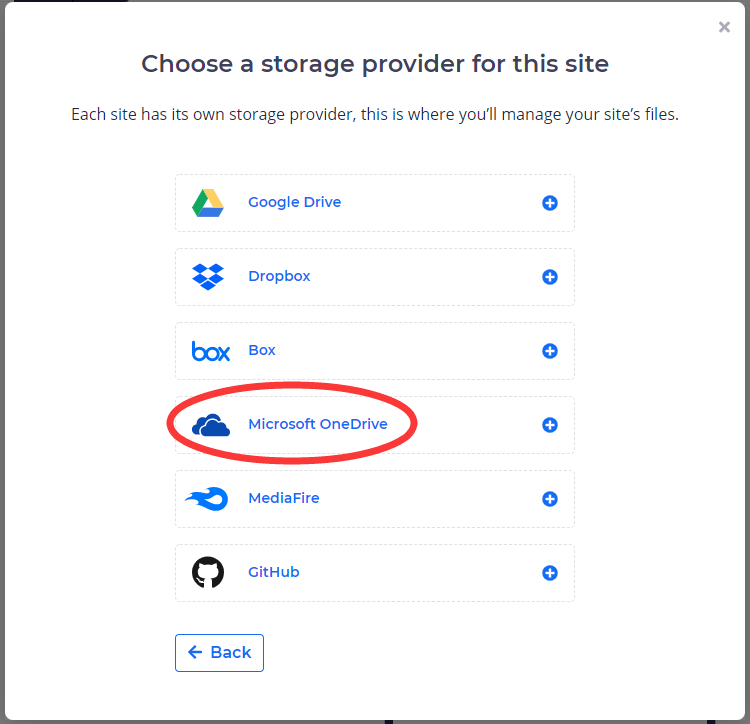 Choose a storage provider for this site
Each site has its own storage provider, this is where you'll manage your site's files.
Google Drive
Dropbox
box Box
Microsoft OneDrive
MediaFire
GitHub
Back